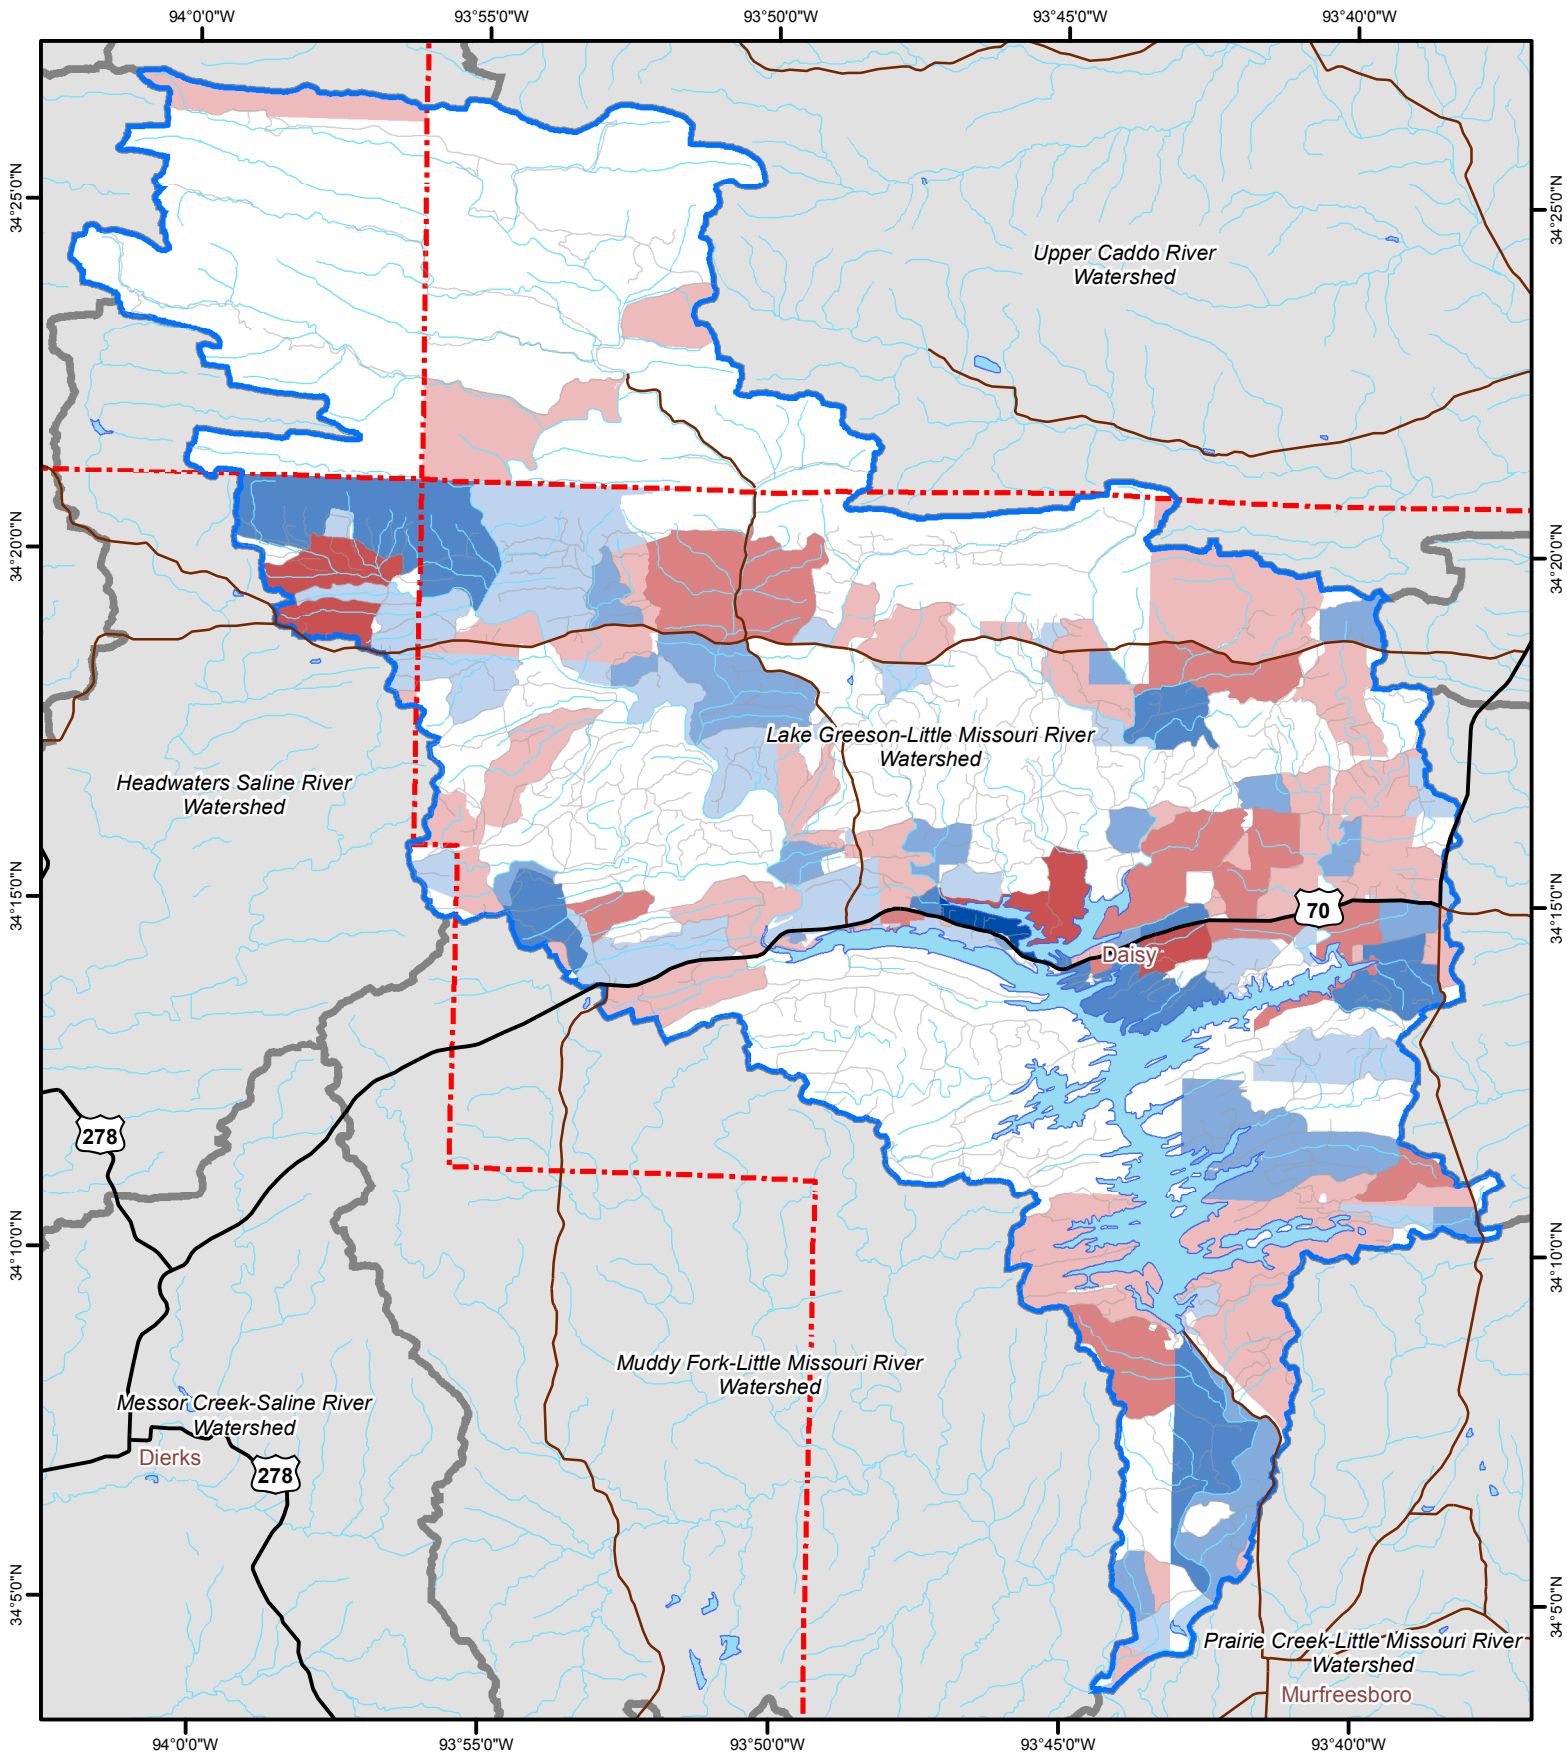 94°0'0"W
93°55'0"W
93°50'0"W
93°45'0"W
93°40'0"W
34°25'0"N
34°25'0"N
Upper Caddo River
Watershed
34°20'0"N
34°20'0"N
Lake Greeson-Little Missouri River
Watershed
Headwaters Saline River
Watershed
34°15'0"N
34°15'0"N
70
Daisy
278
34°10'0"N
34°10'0"N
Muddy Fork-Little Missouri River
Watershed
Messor Creek-Saline River
Watershed
Dierks
278
34°5'0"N
34°5'0"N
Prairie Creek-Little Missouri River
Watershed
Murfreesboro
94°0'0"W
93°55'0"W
93°50'0"W
93°45'0"W
93°40'0"W